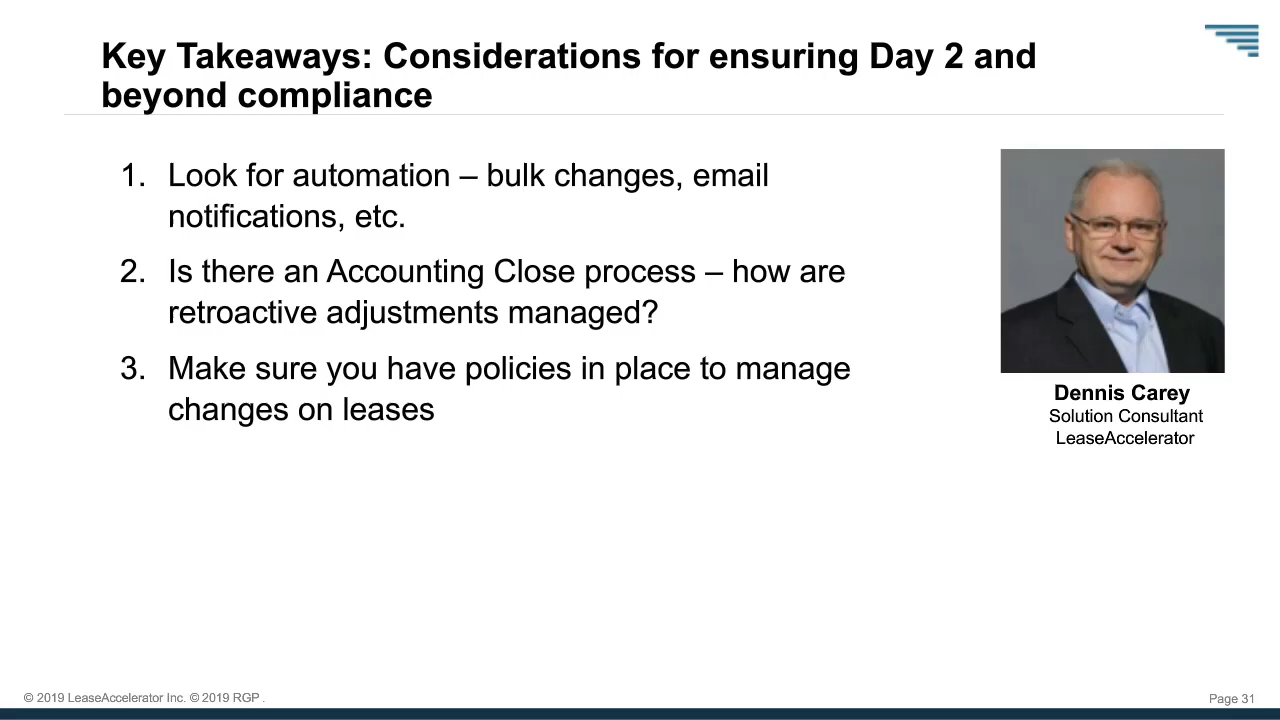 Key Takeaways: Considerations for ensuring Day 2 and
beyond compliance
1. Look for automation – bulk changes, email
notifications, etc.
2. Is there an Accounting Close process – how are
retroactive adjustments managed?
3. Make sure you have policies in place to manage
changes on leases
Dennis Carey
Solution Consultant
LeaseAccelerator
© 2019 LeaseAccelerator Inc. © 2019 RGP .
Page 31